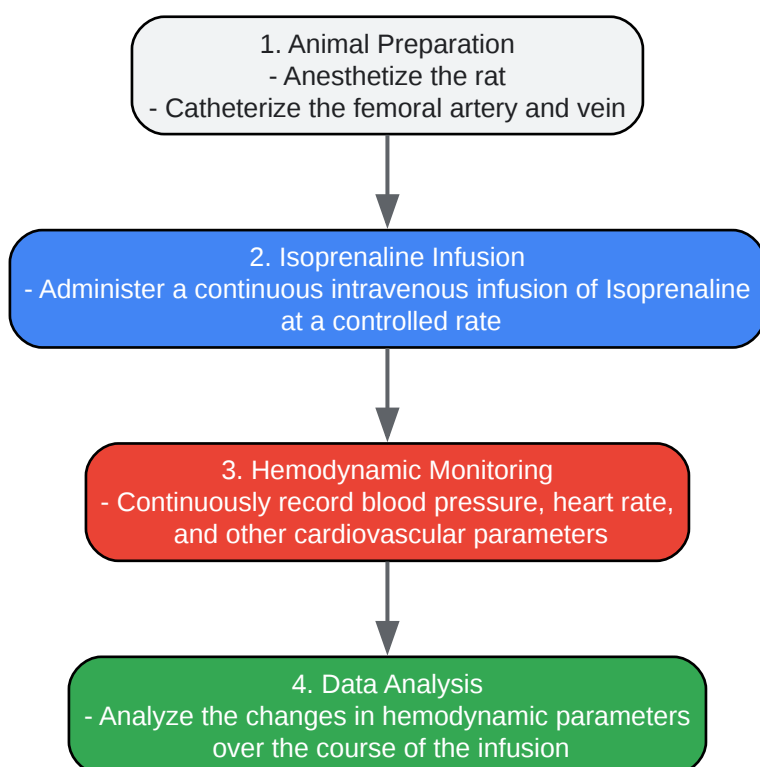 1. Animal Preparation
- Anesthetize the rat
- Catheterize the femoral artery and vein
2. Isoprenaline Infusion
- Administer a continuous intravenous infusion of Isoprenaline
at a controlled rate
3. Hemodynamic Monitoring
- Continuously record blood pressure, heart rate,
and other cardiovascular parameters
4. Data Analysis
- Analyze the changes in hemodynamic parameters
over the course of the infusion